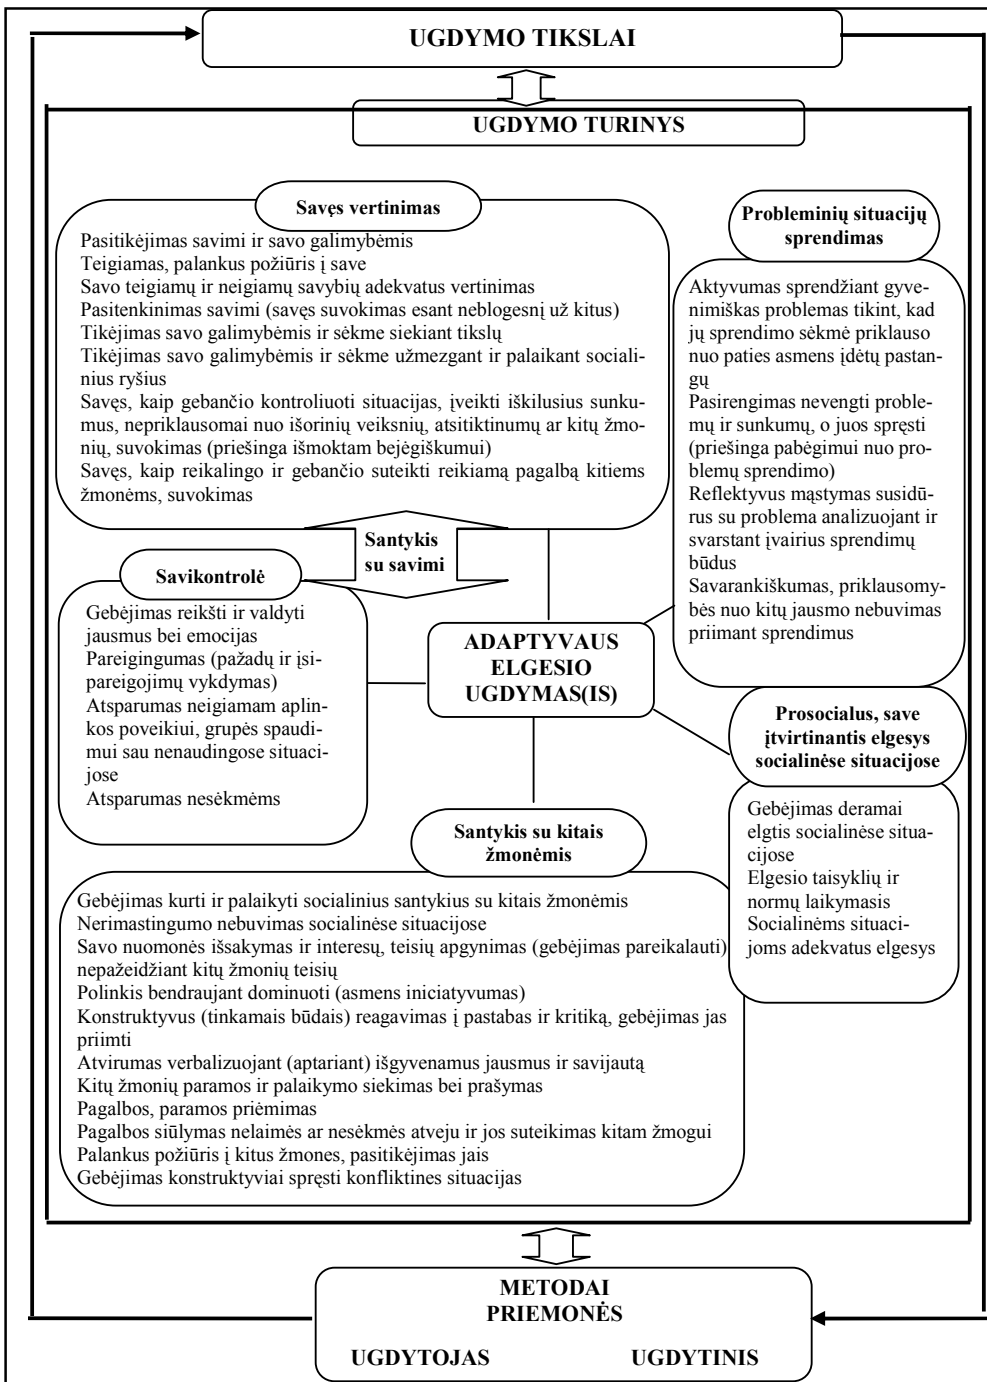 UGDYMO TIKSLAI
UGDYMO TURINYS
Savęs vertinimas
Pasitikėjimas savimi ir savo galimybėmis
Teigiamas, palankus požiūris į save
Savo teigiamų ir neigiamų savybių adekvatus vertinimas
Pasitenkinimas savimi (savęs suvokimas esant neblogesnį už kitus)
Tikėjimas savo galimybėmis ir sėkme siekiant tikslų
Tikėjimas savo galimybėmis ir sėkme užmezgant ir palaikant sociali-
nius ryšius
Savęs, kaip gebančio kontroliuoti situacijas, įveikti iškilusius sunku-
mus, nepriklausomai nuo išorinių veiksnių, atsitiktinumų ar kitų žmo-
nių, suvokimas (priešinga išmoktam bejėgiškumui)
Savęs, kaip reikalingo ir gebančio suteikti reikiamą pagalbą kitiems
žmonėms, suvokimas
Probleminių situacijų
sprendimas
Aktyvumas sprendžiant gyve-
nimiškas problemas tikint, kad
jų sprendimo sėkmė priklauso
nuo paties asmens įdėtų pastan-
gų
Pasirengimas nevengti proble-
mų ir sunkumų, o juos spręsti
(priešinga pabėgimui nuo pro-
blemų sprendimo)
Reflektyvus mąstymas susidū-
rus su problema analizuojant ir
svarstant įvairius sprendimų
būdus
Savarankiškumas, priklausomy-
bės nuo kitų jausmo nebuvimas
priimant sprendimus
Santykis
su savimi
Savikontrolė
Gebėjimas reikšti ir valdyti
jausmus bei emocijas
Pareigingumas (pažadų ir įsi-
pareigojimų vykdymas)
Atsparumas neigiamam aplin-
kos poveikiui, grupės spaudi-
mui sau nenaudingose situaci-
jose
Atsparumas nesėkmėms
ADAPTYVAUS
ELGESIO
UGDYMAS(IS)
Prosocialus, save
įtvirtinantis elgesys
socialinėse situacijose
Gebėjimas deramai
elgtis socialinėse situa-
cijose
Elgesio taisyklių ir
normų laikymasis
Socialinėms situaci-
joms adekvatus elgesys
Santykis su kitais
žmonėmis
Gebėjimas kurti ir palaikyti socialinius santykius su kitais žmonėmis
Nerimastingumo nebuvimas socialinėse situacijose
Savo nuomonės išsakymas ir interesų, teisių apgynimas (gebėjimas pareikalauti)
nepažeidžiant kitų žmonių teisių
Polinkis bendraujant dominuoti (asmens iniciatyvumas)
Konstruktyvus (tinkamais būdais) reagavimas į pastabas ir kritiką, gebėjimas jas
priimti
Atvirumas verbalizuojant (aptariant) išgyvenamus jausmus ir savijautą
Kitų žmonių paramos ir palaikymo siekimas bei prašymas
Pagalbos, paramos priėmimas
Pagalbos siūlymas nelaimės ar nesėkmės atveju ir jos suteikimas kitam žmogui
Palankus požiūris į kitus žmones, pasitikėjimas jais
Gebėjimas konstruktyviai spręsti konfliktines situacijas
METODAI
PRIEMONĖS
UGDYTOJAS UGDYTINIS